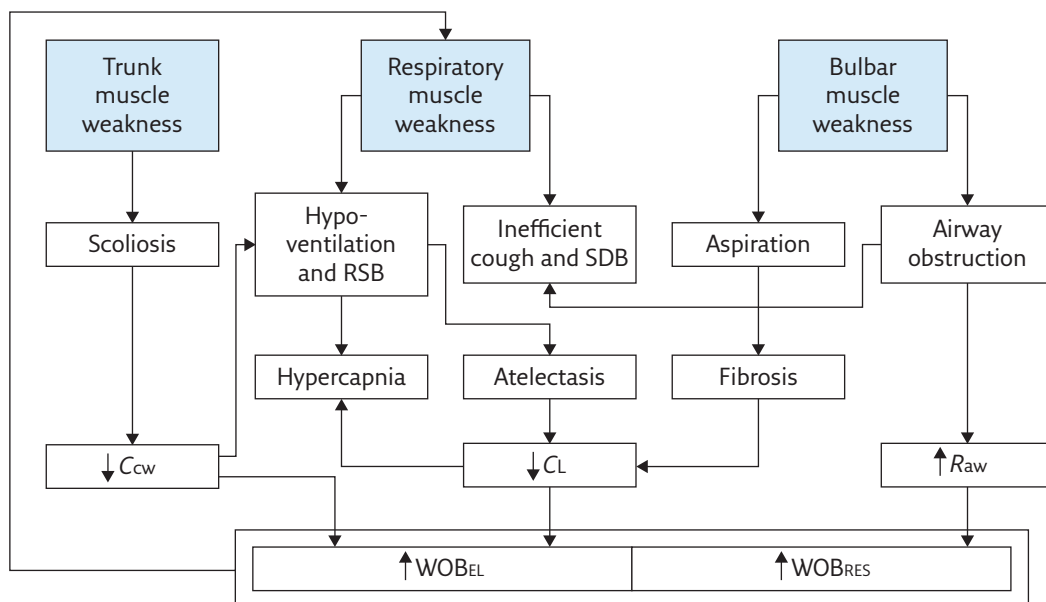 Trunk
muscle
weakness
Respiratory
muscle
weakness
Bulbar
muscle
weakness
Scoliosis
Hypo-
ventilation
and RSB
Inefficient
cough and SDB
Aspiration
Airway
obstruction
Hypercapnia
Atelectasis
Fibrosis
↓ Ccw
↓ CL
↑ Raw
↑ WOBEL
↑ WOBRES